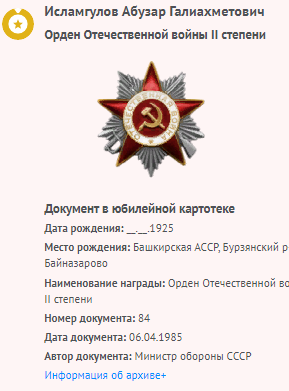 Исламгулов Абузар Галиахметович
Орден Отечественной войны II степени
ОТЕЧЕСТВЕННАЯ ВОЙНА
Документ в юбилейной картотеке
Дата рождения: __.__.1925
Место рождения: Башкирская АССР, Бурзянский р
Байназарово
Наименование награды: Орден Отечественной во
II степени
Номер документа: 84
Дата документа: 06.04.1985
Автор документа: Министр обороны СССР
Информация об архиве+